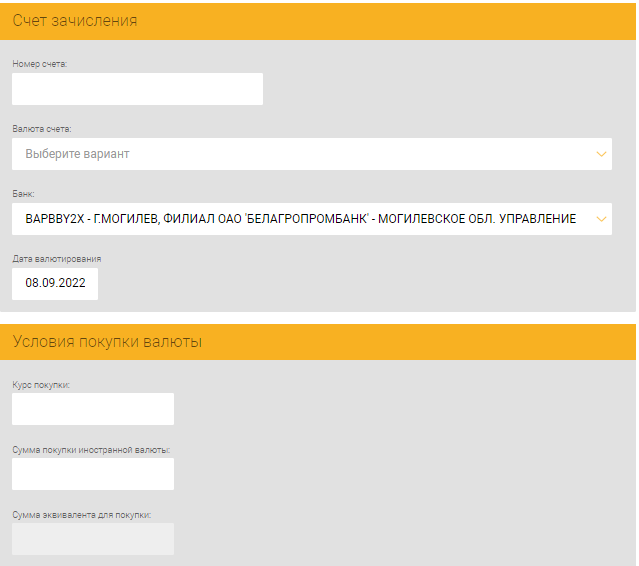 Счет зачисления
Номер счета:
Валюта счета:
Выберите вариант
Банк:
BAPBBY2X - Г.МОГИЛЕВ, ФИЛИАЛ ОАО 'БЕЛАГРОПРОМБАНК' - МОГИЛЕВСКОЕ ОБЛ. УПРАВЛЕНИЕ
Дата валютирования
08.09.2022
Условия покупки валюты
Курс покупки:
Сумма покупки иностранной валюты:
Сумма эквивалента для покупки: